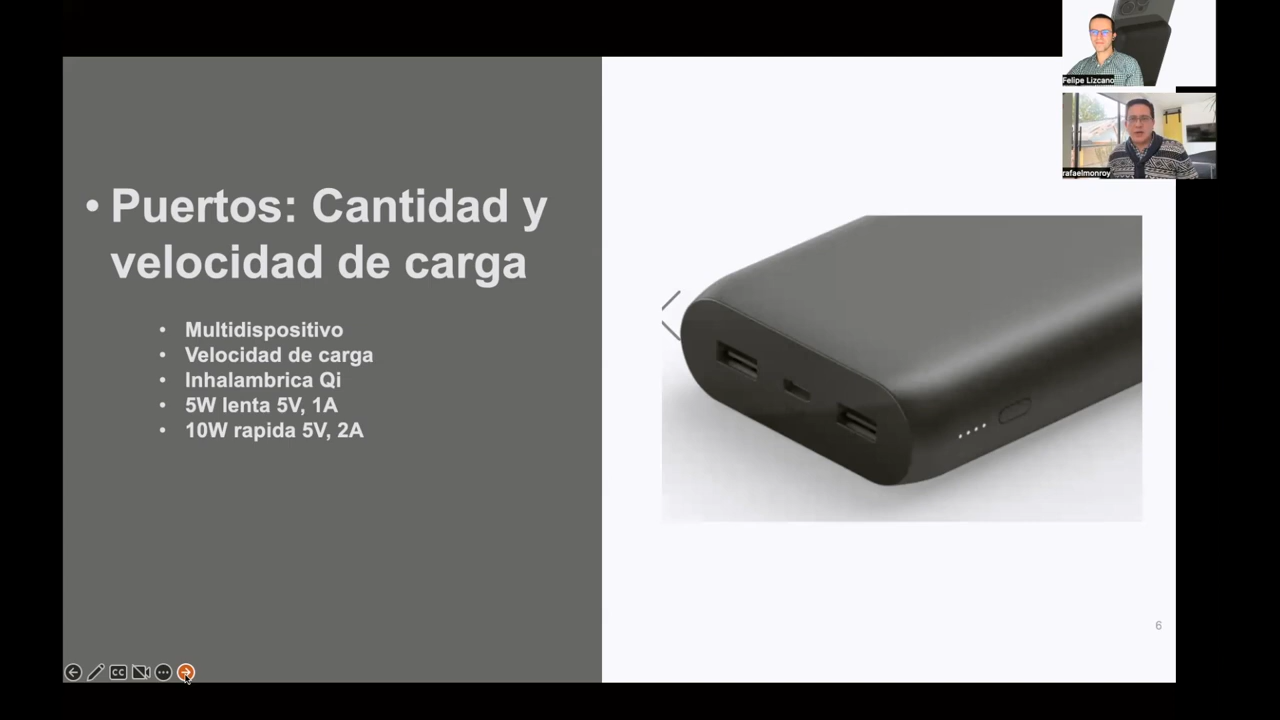 Felipe Lizcano
rafaelmonroy
• Puertos: Cantidad y
velocidad de carga
• Multidispositivo
• Velocidad de carga
• Inhalambrica Qi
• 5W lenta 5V, 1A
• 10W rapida 5V, 2A
6
CC